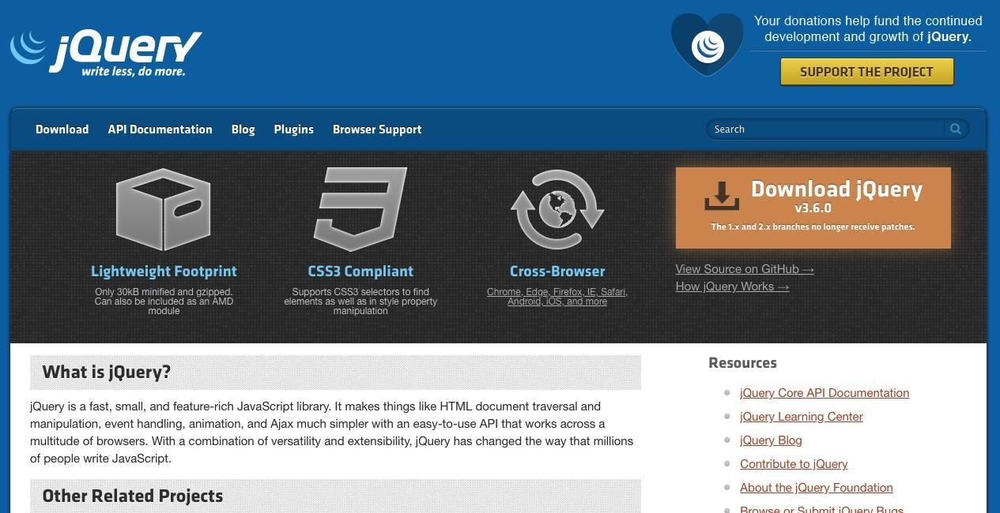 jQuery
write less, do more.
Your donations help fund the continued
development and growth of jQuery.
SUPPORT THE PROJECT
Download
API Documentation
Blog
Plugins
Browser Support
Search
Lightweight Footprint
Only 30kB minified and gzipped.
Can also be included as an AMD
module
CSS3 Compliant
Supports CSS3 selectors to find
elements as well as in style property
manipulation
Cross-Browser
Chrome, Edge, Firefox, IE, Safari,
Android, iOS, and more
Download jQuery
v3.6.0
The 1.x and 2.x branches no longer receive patches.
View Source on GitHub →
How jQuery Works →
What is jQuery?
jQuery is a fast, small, and feature-rich JavaScript library. It makes things like HTML document traversal and
manipulation, event handling, animation, and Ajax much simpler with an easy-to-use API that works across a
multitude of browsers. With a combination of versatility and extensibility, jQuery has changed the way that millions
of people write JavaScript.
Other Related Projects
Resources
jQuery Core API Documentation
jQuery Learning Center
jQuery Blog
Contribute to jQuery
About the jQuery Foundation
Browse or Submit jQuery Bugs